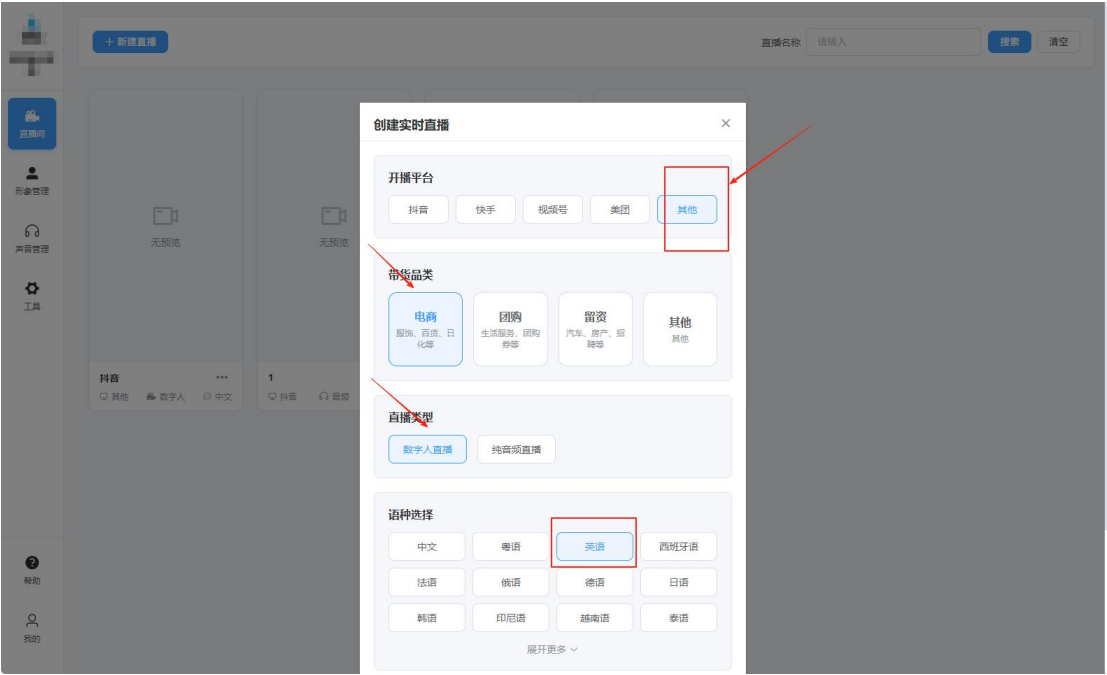 + 新建直播
直播名称 请输入 搜索 清空
直播间
形象管理
声音管理
工具
帮助
我的
无预览
无预览
抖音 ...
其他 数字人 中文
1
抖音 音频
创建实时直播 ×
开播平台
抖音 快手 视频号 美团 其他
带货品类
电商
服饰、百货、日
化等
团购
生活服务、团购
券等
留资
汽车、房产、招
聘等
其他
其他
直播类型
数字人直播 纯音频直播
语种选择
中文 粤语 英语 西班牙语
法语 俄语 德语 日语
韩语 印尼语 越南语 泰语
展开更多